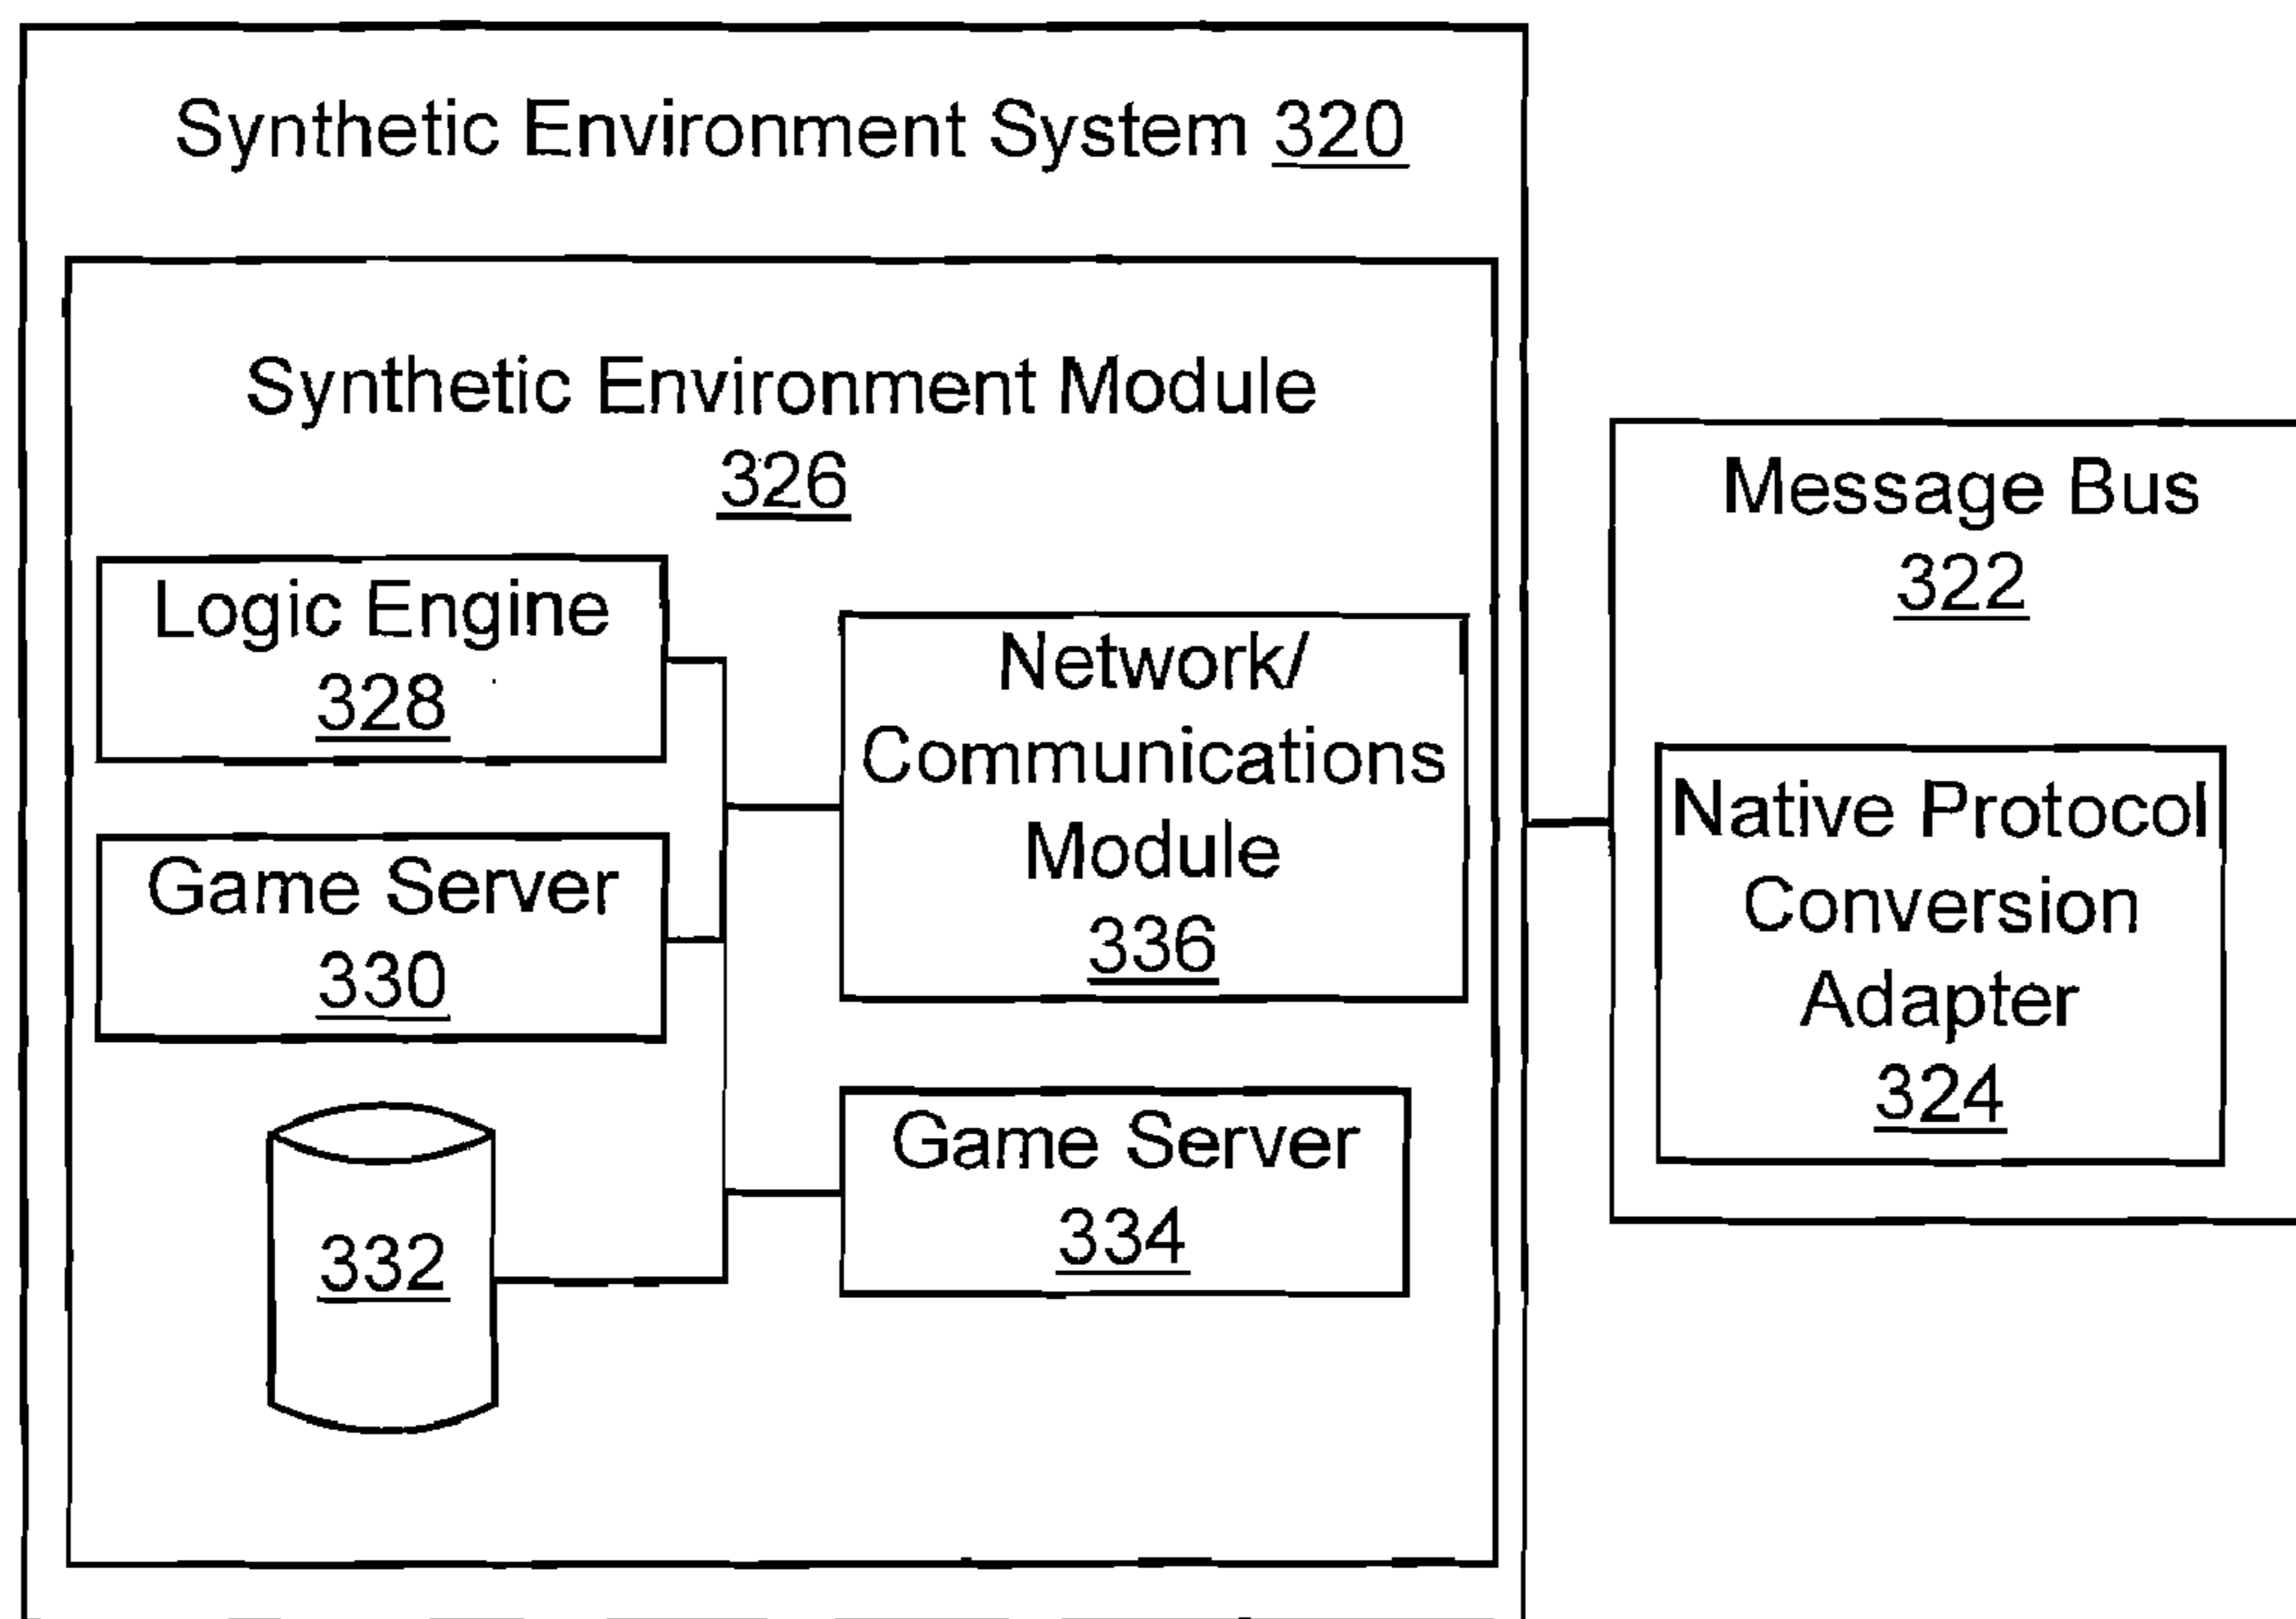 Synthetic Environment System 320
Synthetic Environment Module
326
Logic Engine
328
Game Server
330
332
Network/
Communications
Module
336
Game Server
334
Message Bus
322
Native Protocol
Conversion
Adapter
324